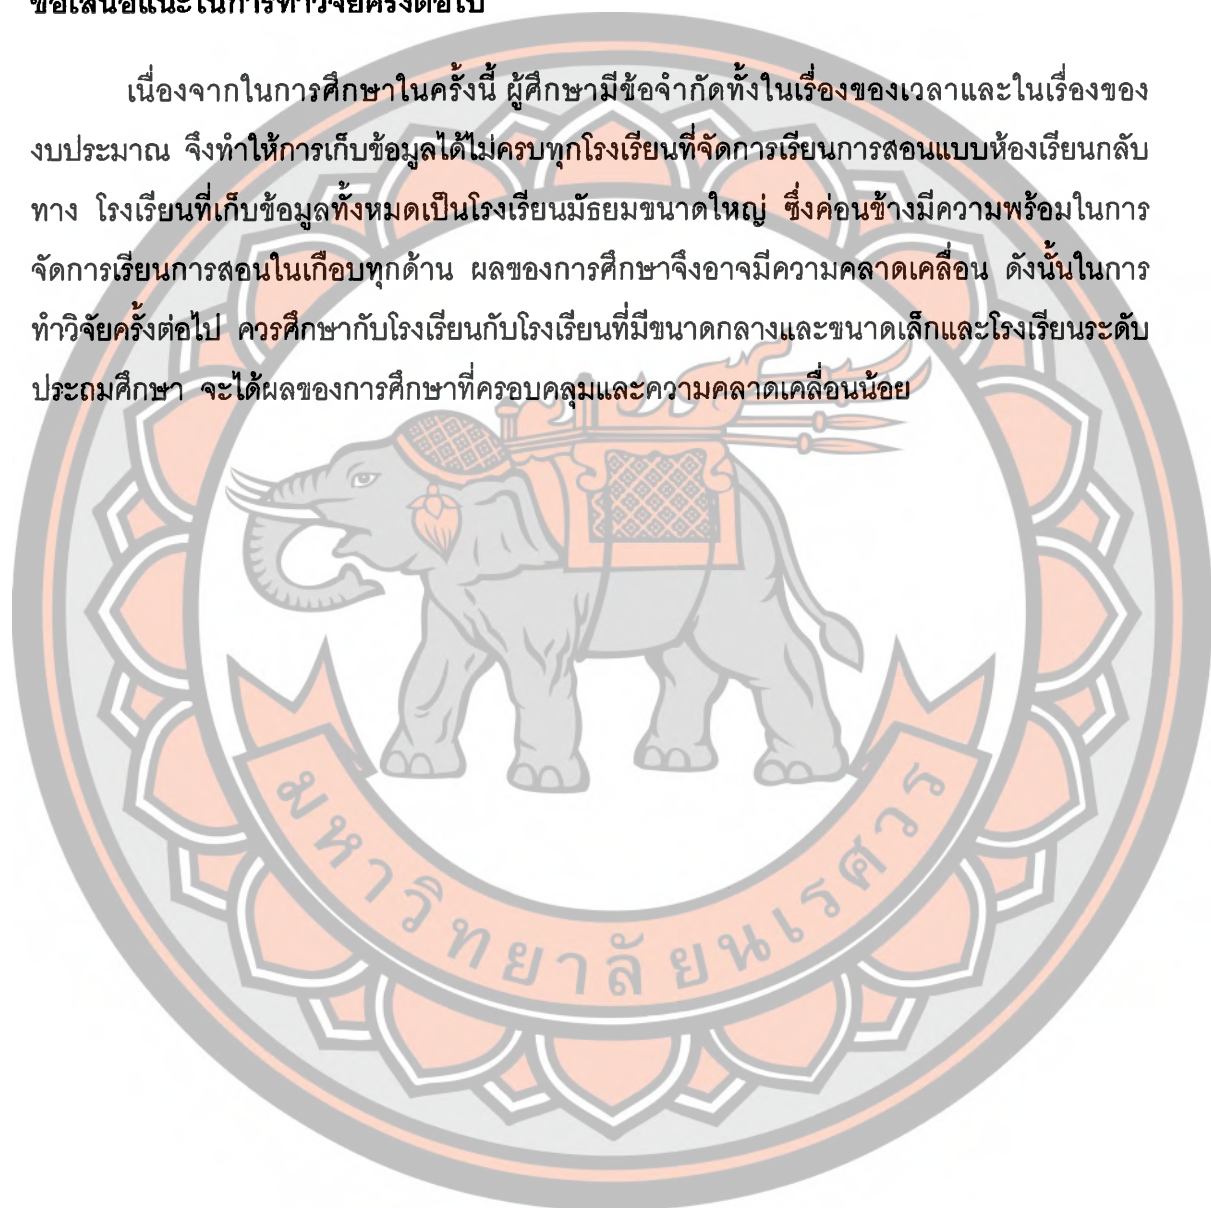 ข้อเสนอแนะในการทำวิจัยครั้งต่อไป
เนื่องจากในการศึกษาในครั้งนี้ ผู้ศึกษามีข้อจำกัดทั้งในเรื่องของเวลาและในเรื่องของ
งบประมาณ จึงทำให้การเก็บข้อมูลได้ไม่ครบทุกโรงเรียนที่จัดการเรียนการสอนแบบห้องเรียนกลับ
ทาง โรงเรียนที่เก็บข้อมูลทั้งหมดเป็นโรงเรียนมัธยมขนาดใหญ่ ซึ่งค่อนข้างมีความพร้อมในการ
จัดการเรียนการสอนในเกือบทุกด้าน ผลของการศึกษาจึงอาจมีความคลาดเคลื่อน ดังนั้นในการ
ทำวิจัยครั้งต่อไป ควรศึกษากับโรงเรียนกับโรงเรียนที่มีขนาดกลางและขนาดเล็กและโรงเรียนระดับ
ประถมศึกษา จะได้ผลของการศึกษาที่ครอบคลุมและความคลาดเคลื่อนน้อย
มหาวิทยาลัยนเรศวร